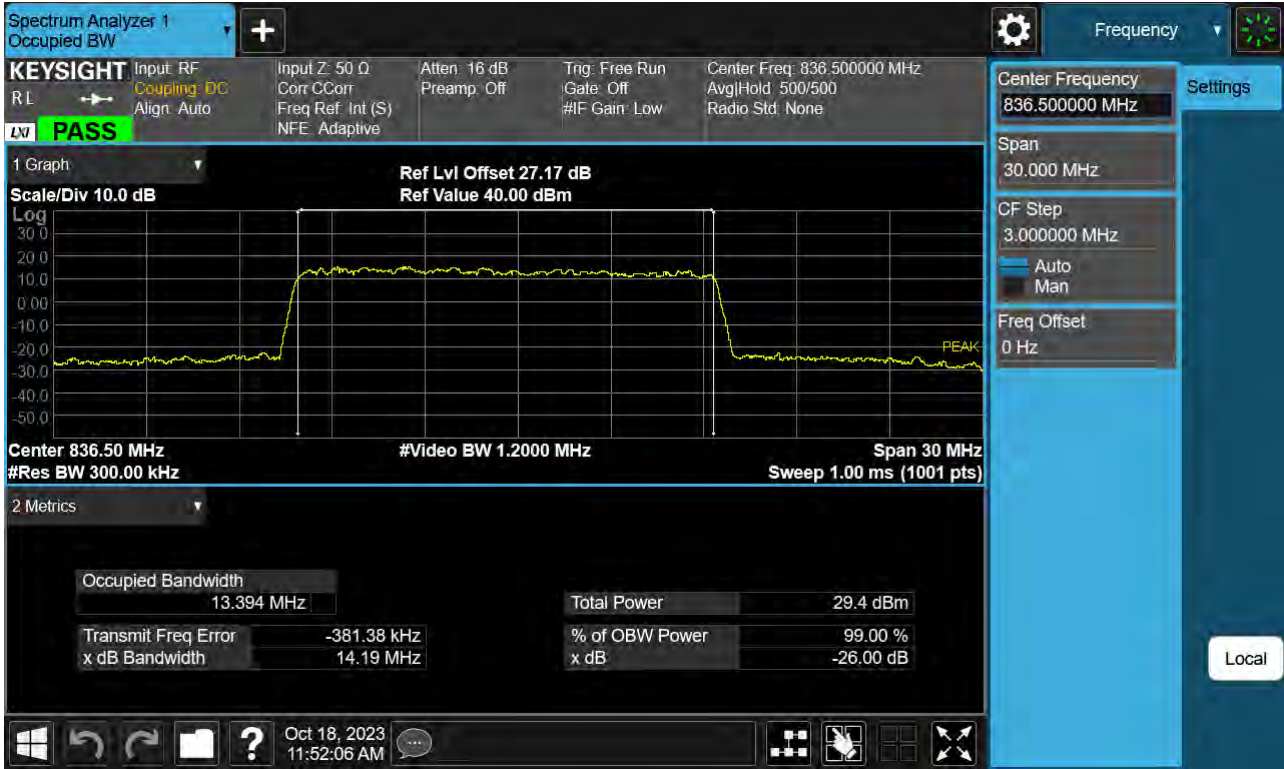 Spectrum Analyzer 1
Occupied BW
Frequency
KEYSIGHT
R L
LXI PASS
Input: RF
Coupling: DC
Align: Auto
Input Z: 50 Ω
Corr CCorr
Freq Ref: Int (S)
NFE: Adaptive
Atten: 16 dB
Preamp: Off
Trig: Free Run
Gate: Off
#IF Gain: Low
Center Freq: 836.500000 MHz
Avg|Hold: 500/500
Radio Std: None
Center Frequency
836.500000 MHz
Settings
Span
30.000 MHz
CF Step
3.000000 MHz
Auto
Man
Freq Offset
0 Hz
Local
1 Graph
Scale/Div 10.0 dB
Ref Lvl Offset 27.17 dB
Ref Value 40.00 dBm
Log
30.0
20.0
10.0
0.00
-10.0
-20.0
-30.0
-40.0
-50.0
PEAK
Center 836.50 MHz
#Video BW 1.2000 MHz
Span 30 MHz
#Res BW 300.00 kHz
Sweep 1.00 ms (1001 pts)
2 Metrics
Occupied Bandwidth
13.394 MHz
Total Power 29.4 dBm
Transmit Freq Error -381.38 kHz
% of OBW Power 99.00 %
x dB Bandwidth 14.19 MHz
x dB -26.00 dB
?
Oct 18, 2023
11:52:06 AM